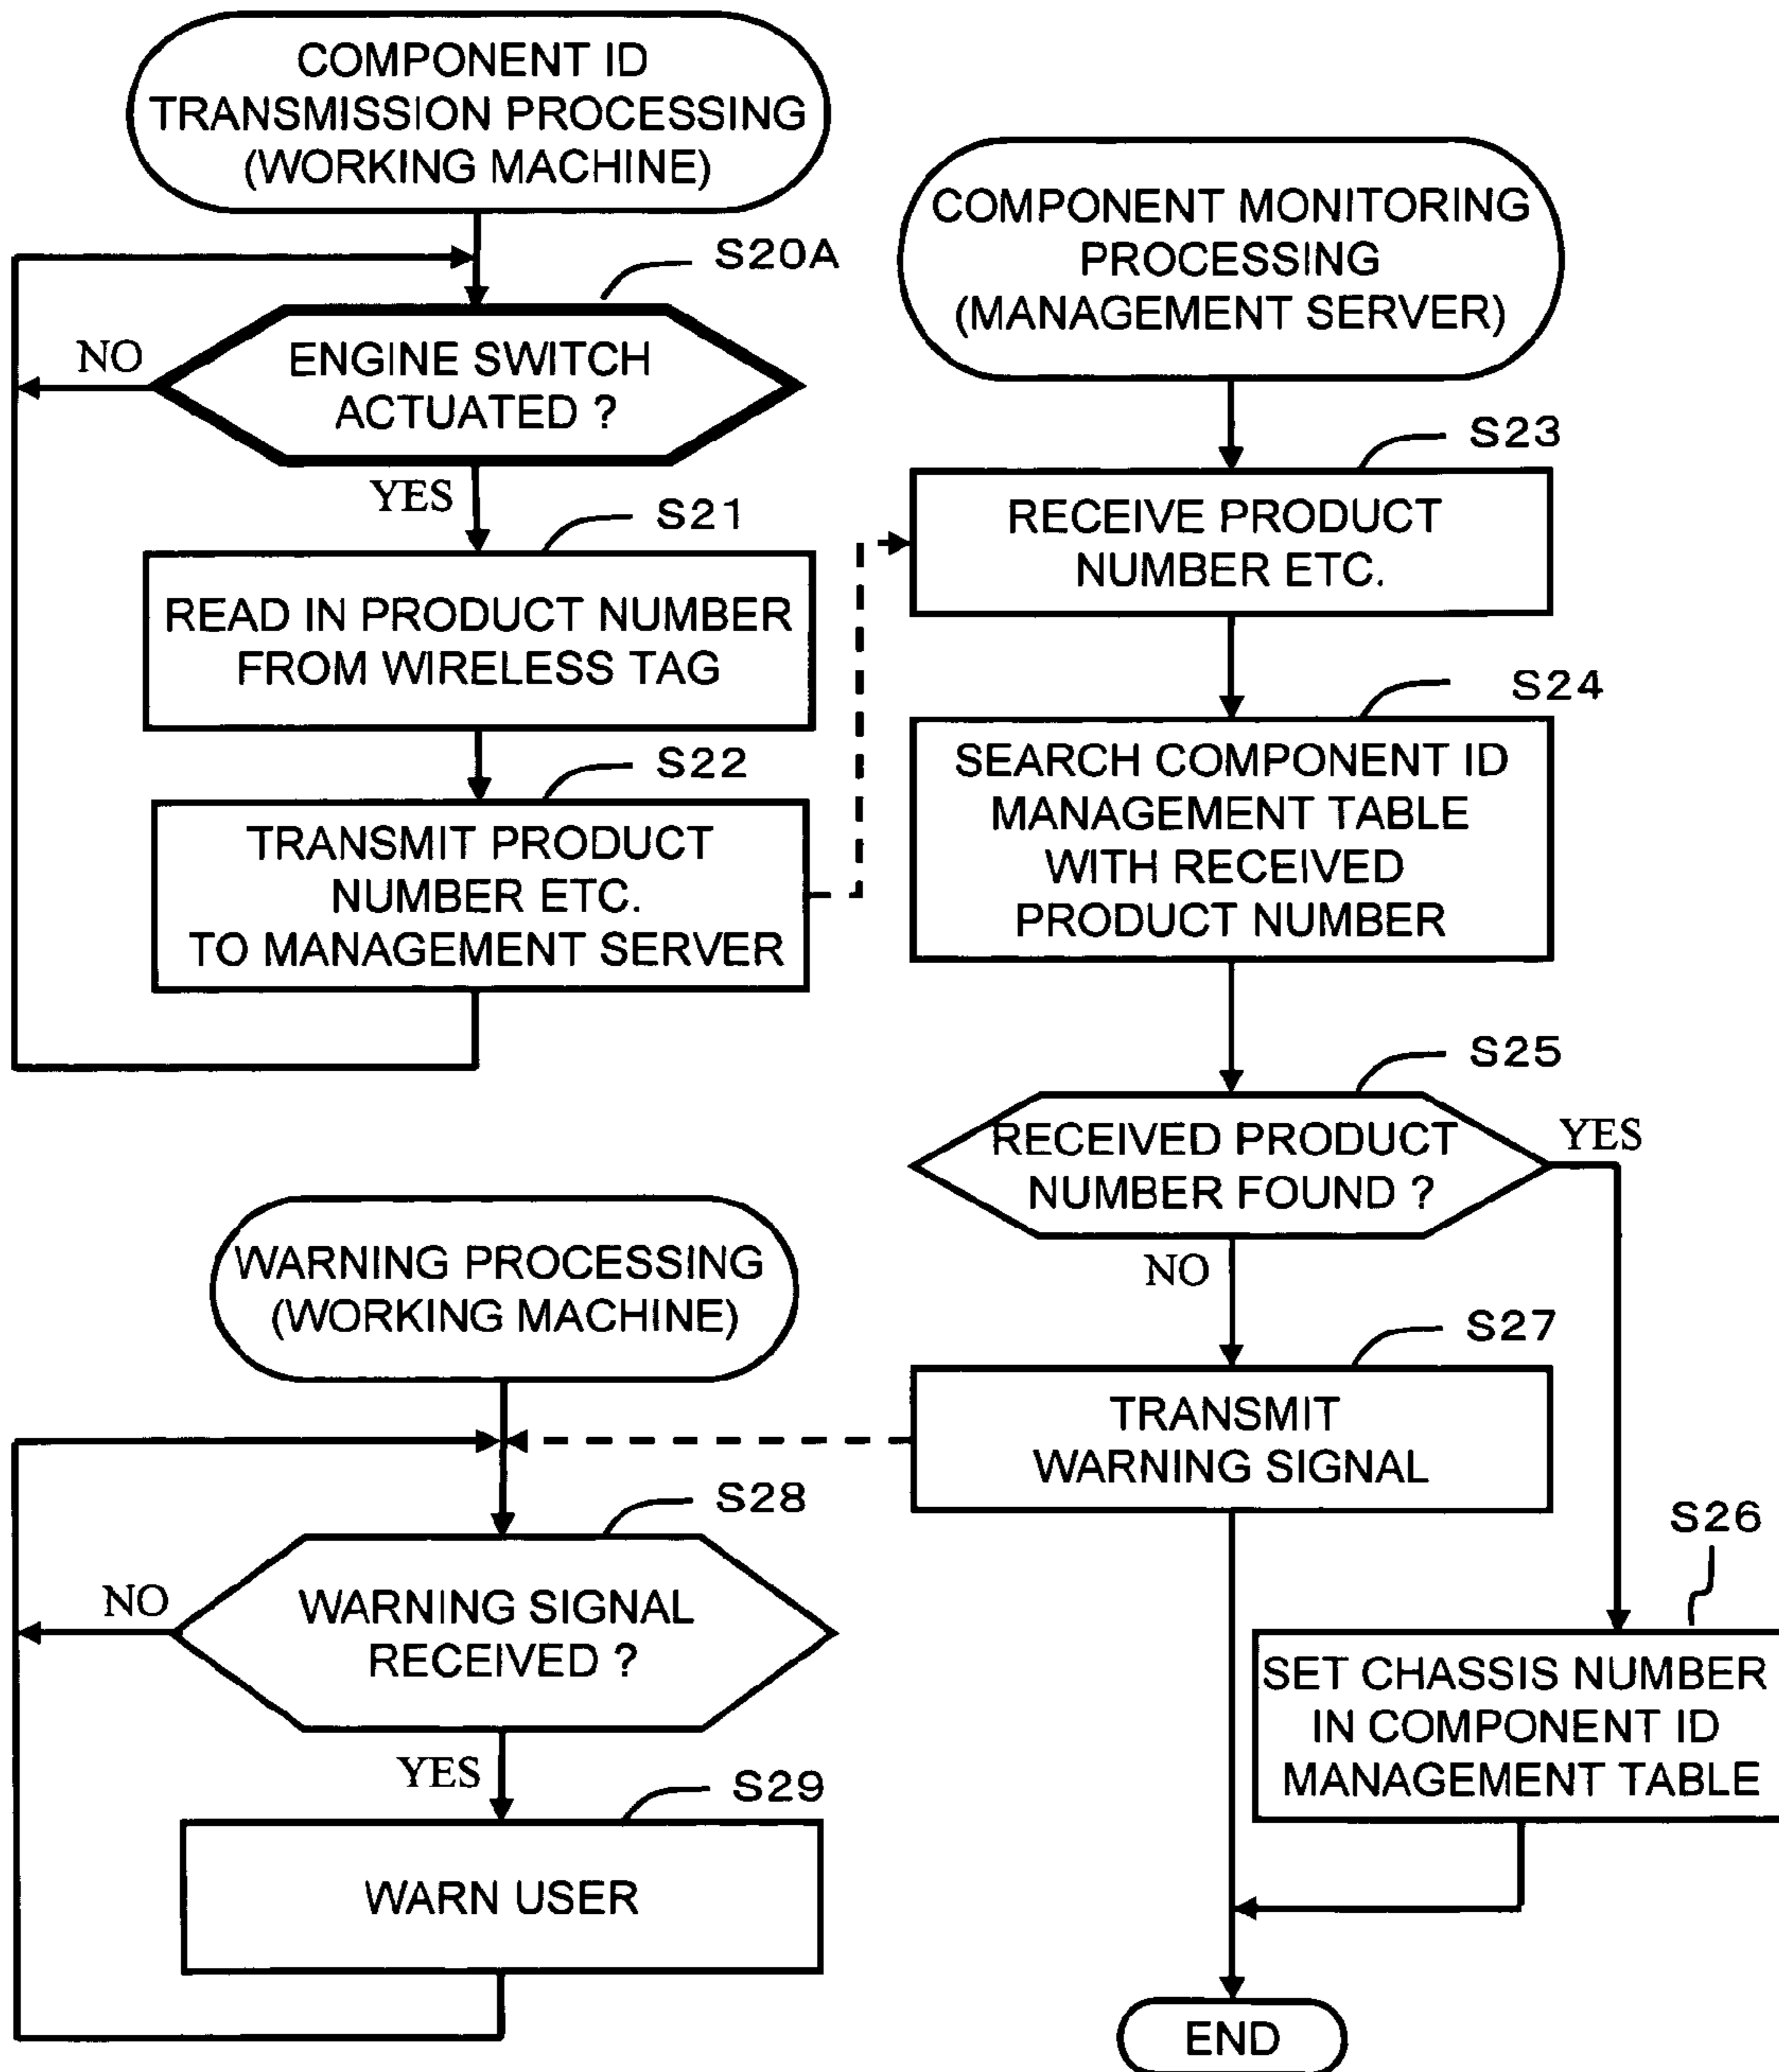 COMPONENT ID
TRANSMISSION PROCESSING
(WORKING MACHINE)
S20A
ENGINE SWITCH
ACTUATED ?
NO
YES
S21
READ IN PRODUCT NUMBER
FROM WIRELESS TAG
S22
TRANSMIT PRODUCT
NUMBER ETC.
TO MANAGEMENT SERVER
COMPONENT MONITORING
PROCESSING
(MANAGEMENT SERVER)
S23
RECEIVE PRODUCT
NUMBER ETC.
S24
SEARCH COMPONENT ID
MANAGEMENT TABLE
WITH RECEIVED
PRODUCT NUMBER
S25
RECEIVED PRODUCT
NUMBER FOUND ?
YES
NO
S27
TRANSMIT
WARNING SIGNAL
S26
SET CHASSIS NUMBER
IN COMPONENT ID
MANAGEMENT TABLE
END
WARNING PROCESSING
(WORKING MACHINE)
S28
WARNING SIGNAL
RECEIVED ?
NO
YES
S29
WARN USER